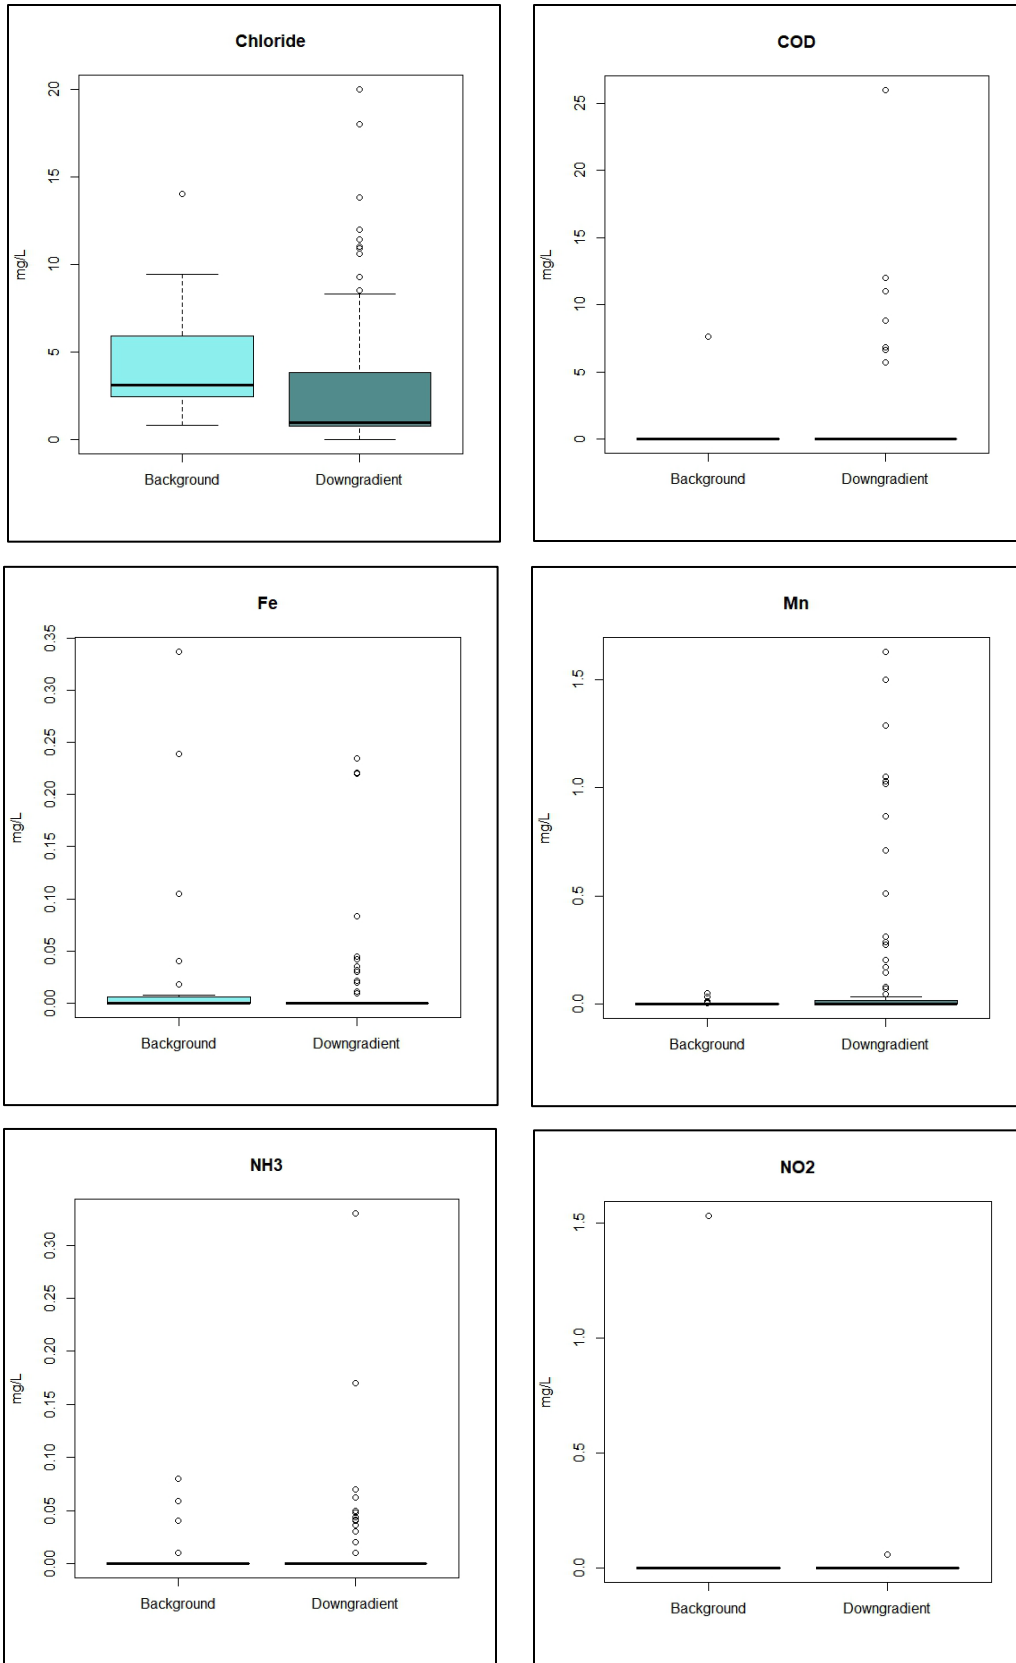 Chloride
20
15
10
5
0
mg/L
Background Downgradient
COD
25
20
15
10
5
0
mg/L
Background Downgradient
Fe
0.35
0.30
0.25
0.20
0.15
0.10
0.05
0.00
mg/L
Background Downgradient
Mn
1.5
1.0
0.5
0.0
mg/L
Background Downgradient
NH3
0.30
0.25
0.20
0.15
0.10
0.05
0.00
mg/L
Background Downgradient
NO2
1.5
1.0
0.5
0.0
mg/L
Background Downgradient